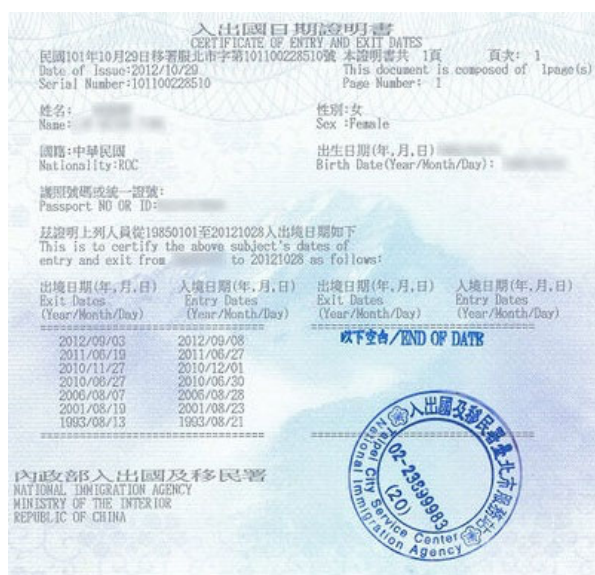 入出國日期證明書
CERTIFICATE OF ENTRY AND EXIT DATES
民國101年10月29日移署服北市字第101100228510號 本證明書共 1頁 頁次: 1
Date of Issue:2012/10/29 This document is composed of 1page(s)
Serial Number:101100228510 Page Number: 1
姓名: 性別:女
Name: Sex :Female
國籍:中華民國 出生日期(年,月,日)
Nationality:ROC Birth Date(Year/Month/Day):
護照號碼或統一證號:
Passport NO OR ID:
茲證明上列人員從19850101至20121028入出境日期如下
This is to certify the above subject's dates of
entry and exit from to 20121028 as follows:
出境日期(年,月,日) 入境日期(年,月,日) 出境日期(年,月,日) 入境日期(年,月,日)
Exit Dates Entry Dates Exit Dates Entry Dates
(Year/Month/Day) (Year/Month/Day) (Year/Month/Day) (Year/Month/Day)
2012/09/03 2012/09/08 以下空白/END OF DATE
2011/06/19 2011/06/27
2010/11/27 2010/12/01
2010/06/27 2010/06/30
2006/08/07 2006/08/28
2001/08/19 2001/08/23
1993/08/13 1993/08/21
入出國及移民署臺北市服務站
02-23899983
(20)
National Immigration Agency
Taipei City Service Center
內政部入出國及移民署
NATIONAL IMMIGRATION AGENCY
MINISTRY OF THE INTERIOR
REPUBLIC OF CHINA